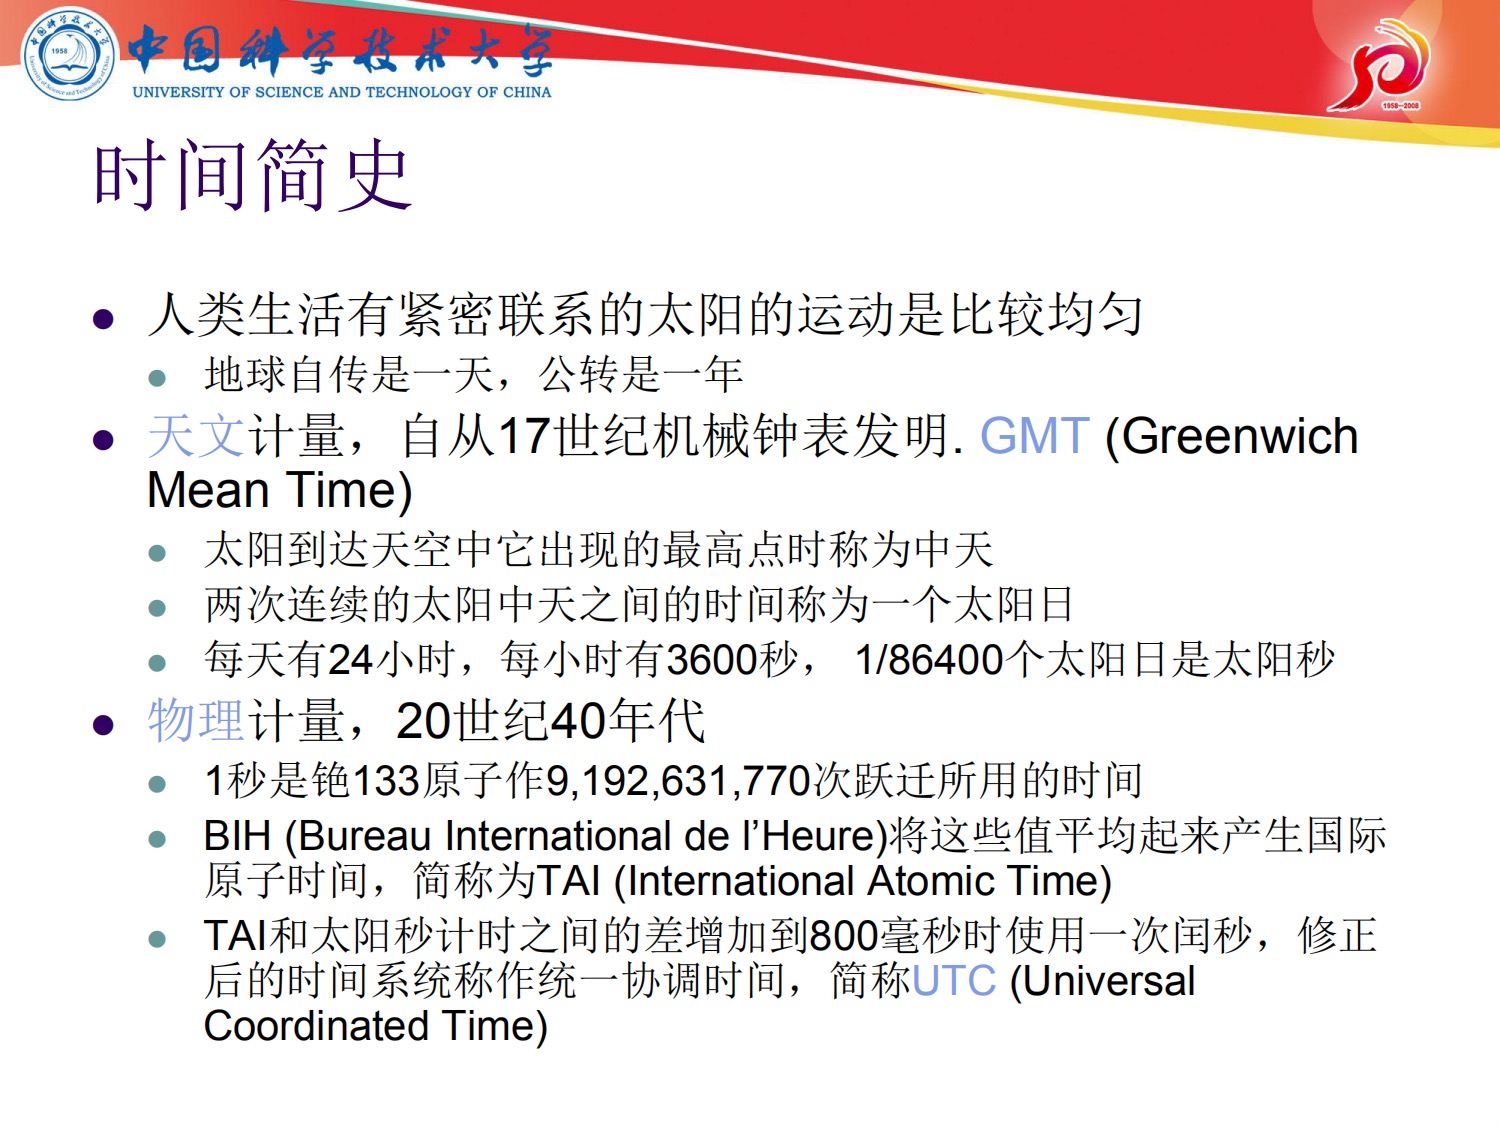 中国科学技术大学
UNIVERSITY OF SCIENCE AND TECHNOLOGY OF CHINA
1958
1958—2008
时间简史
人类生活有紧密联系的太阳的运动是比较均匀
地球自传是一天，公转是一年
天文计量，自从17世纪机械钟表发明. GMT (Greenwich
Mean Time)
太阳到达天空中它出现的最高点时称为中天
两次连续的太阳中天之间的时间称为一个太阳日
每天有24小时，每小时有3600秒， 1/86400个太阳日是太阳秒
物理计量，20世纪40年代
1秒是铯133原子作9,192,631,770次跃迁所用的时间
BIH (Bureau International de l’Heure)将这些值平均起来产生国际
原子时间，简称为TAI (International Atomic Time)
TAI和太阳秒计时之间的差增加到800毫秒时使用一次闰秒，修正
后的时间系统称作统一协调时间，简称UTC (Universal
Coordinated Time)